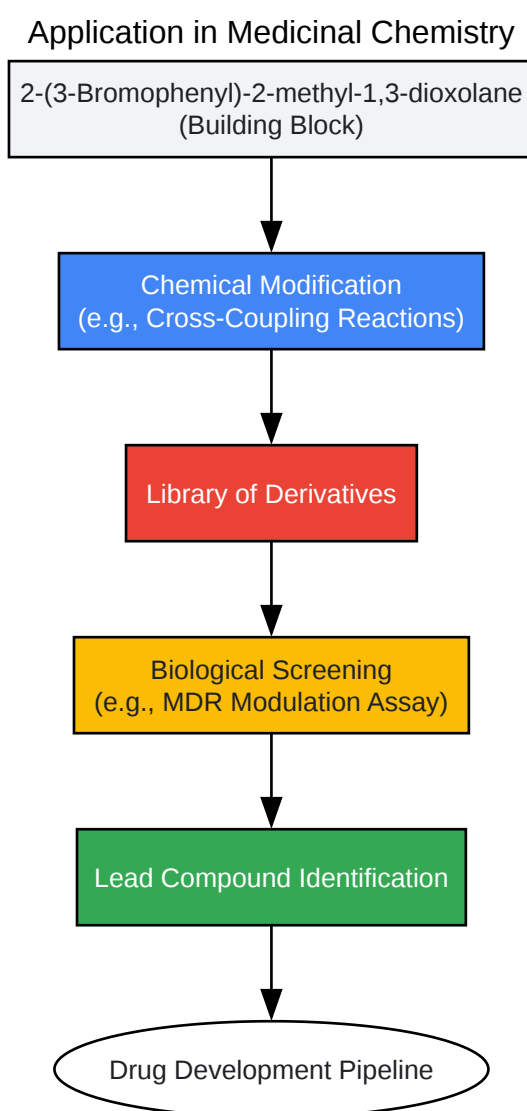 Application in Medicinal Chemistry
2-(3-Bromophenyl)-2-methyl-1,3-dioxolane
(Building Block)
Chemical Modification
(e.g., Cross-Coupling Reactions)
Library of Derivatives
Biological Screening
(e.g., MDR Modulation Assay)
Lead Compound Identification
Drug Development Pipeline